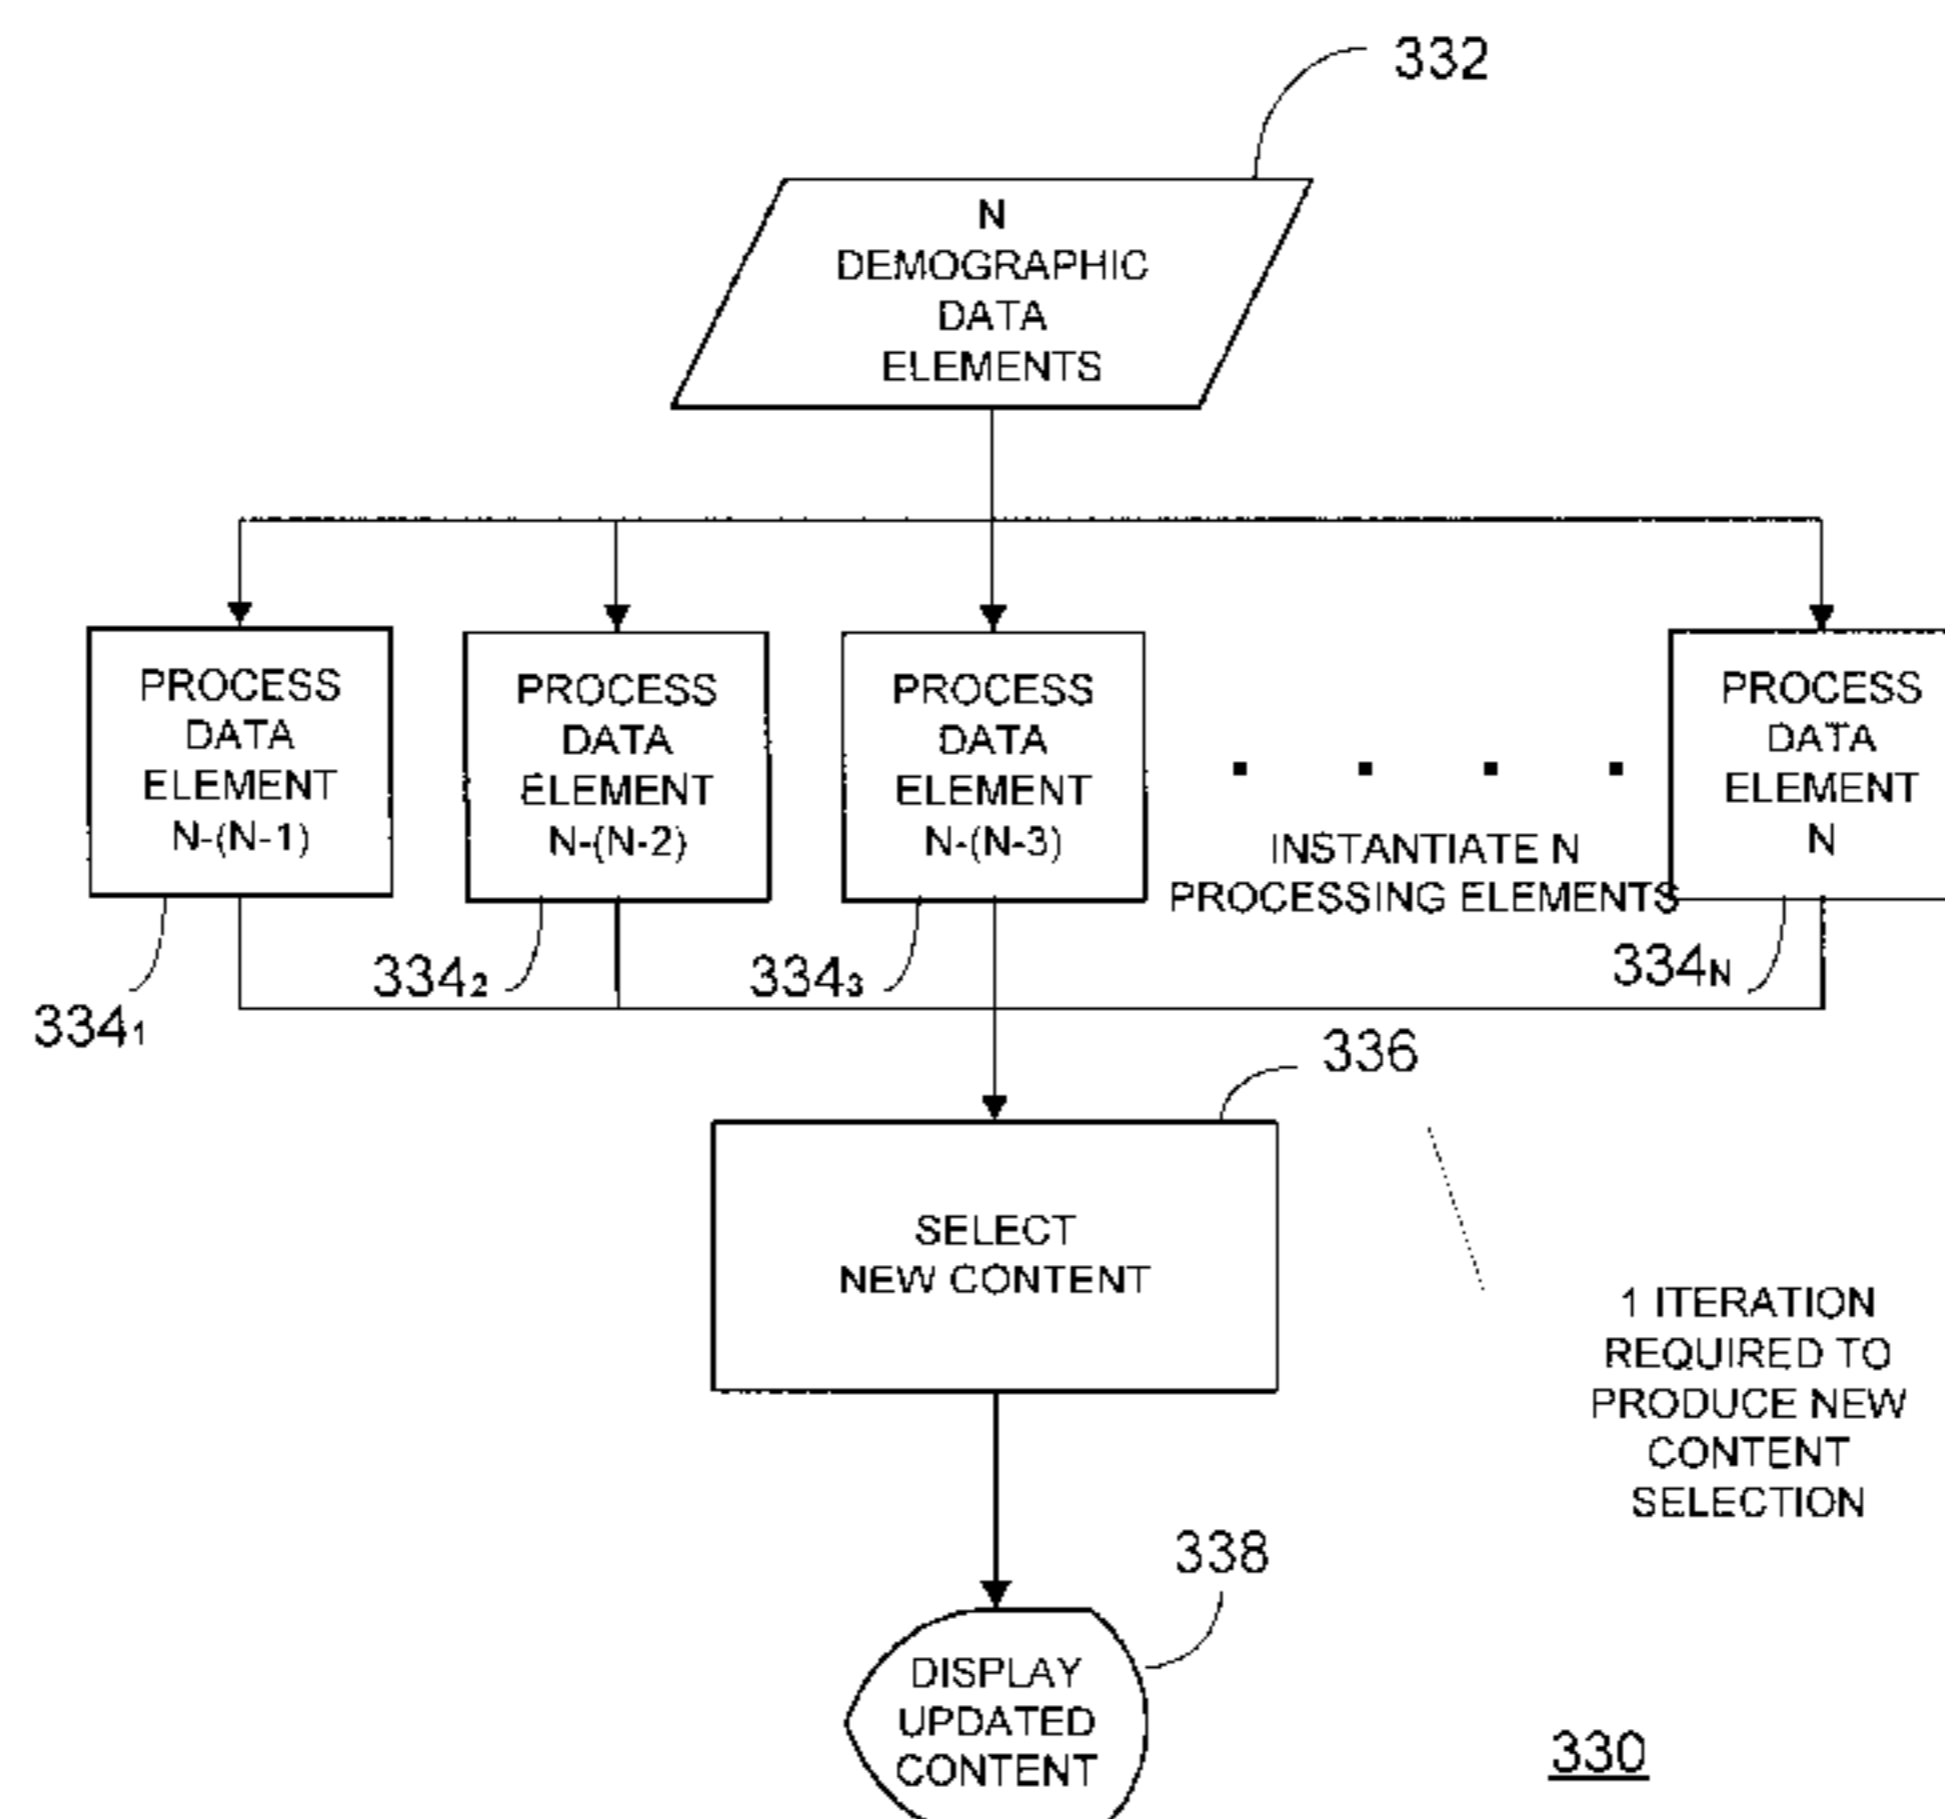 332
N
DEMOGRAPHIC
DATA
ELEMENTS
PROCESS
DATA
ELEMENT
N-(N-1)
PROCESS
DATA
ELEMENT
N-(N-2)
PROCESS
DATA
ELEMENT
N-(N-3)
INSTANTIATE N
PROCESSING ELEMENTS
PROCESS
DATA
ELEMENT
N
334₁
334₂
334₃
334N
336
SELECT
NEW CONTENT
1 ITERATION
REQUIRED TO
PRODUCE NEW
CONTENT
SELECTION
338
DISPLAY
UPDATED
CONTENT
330